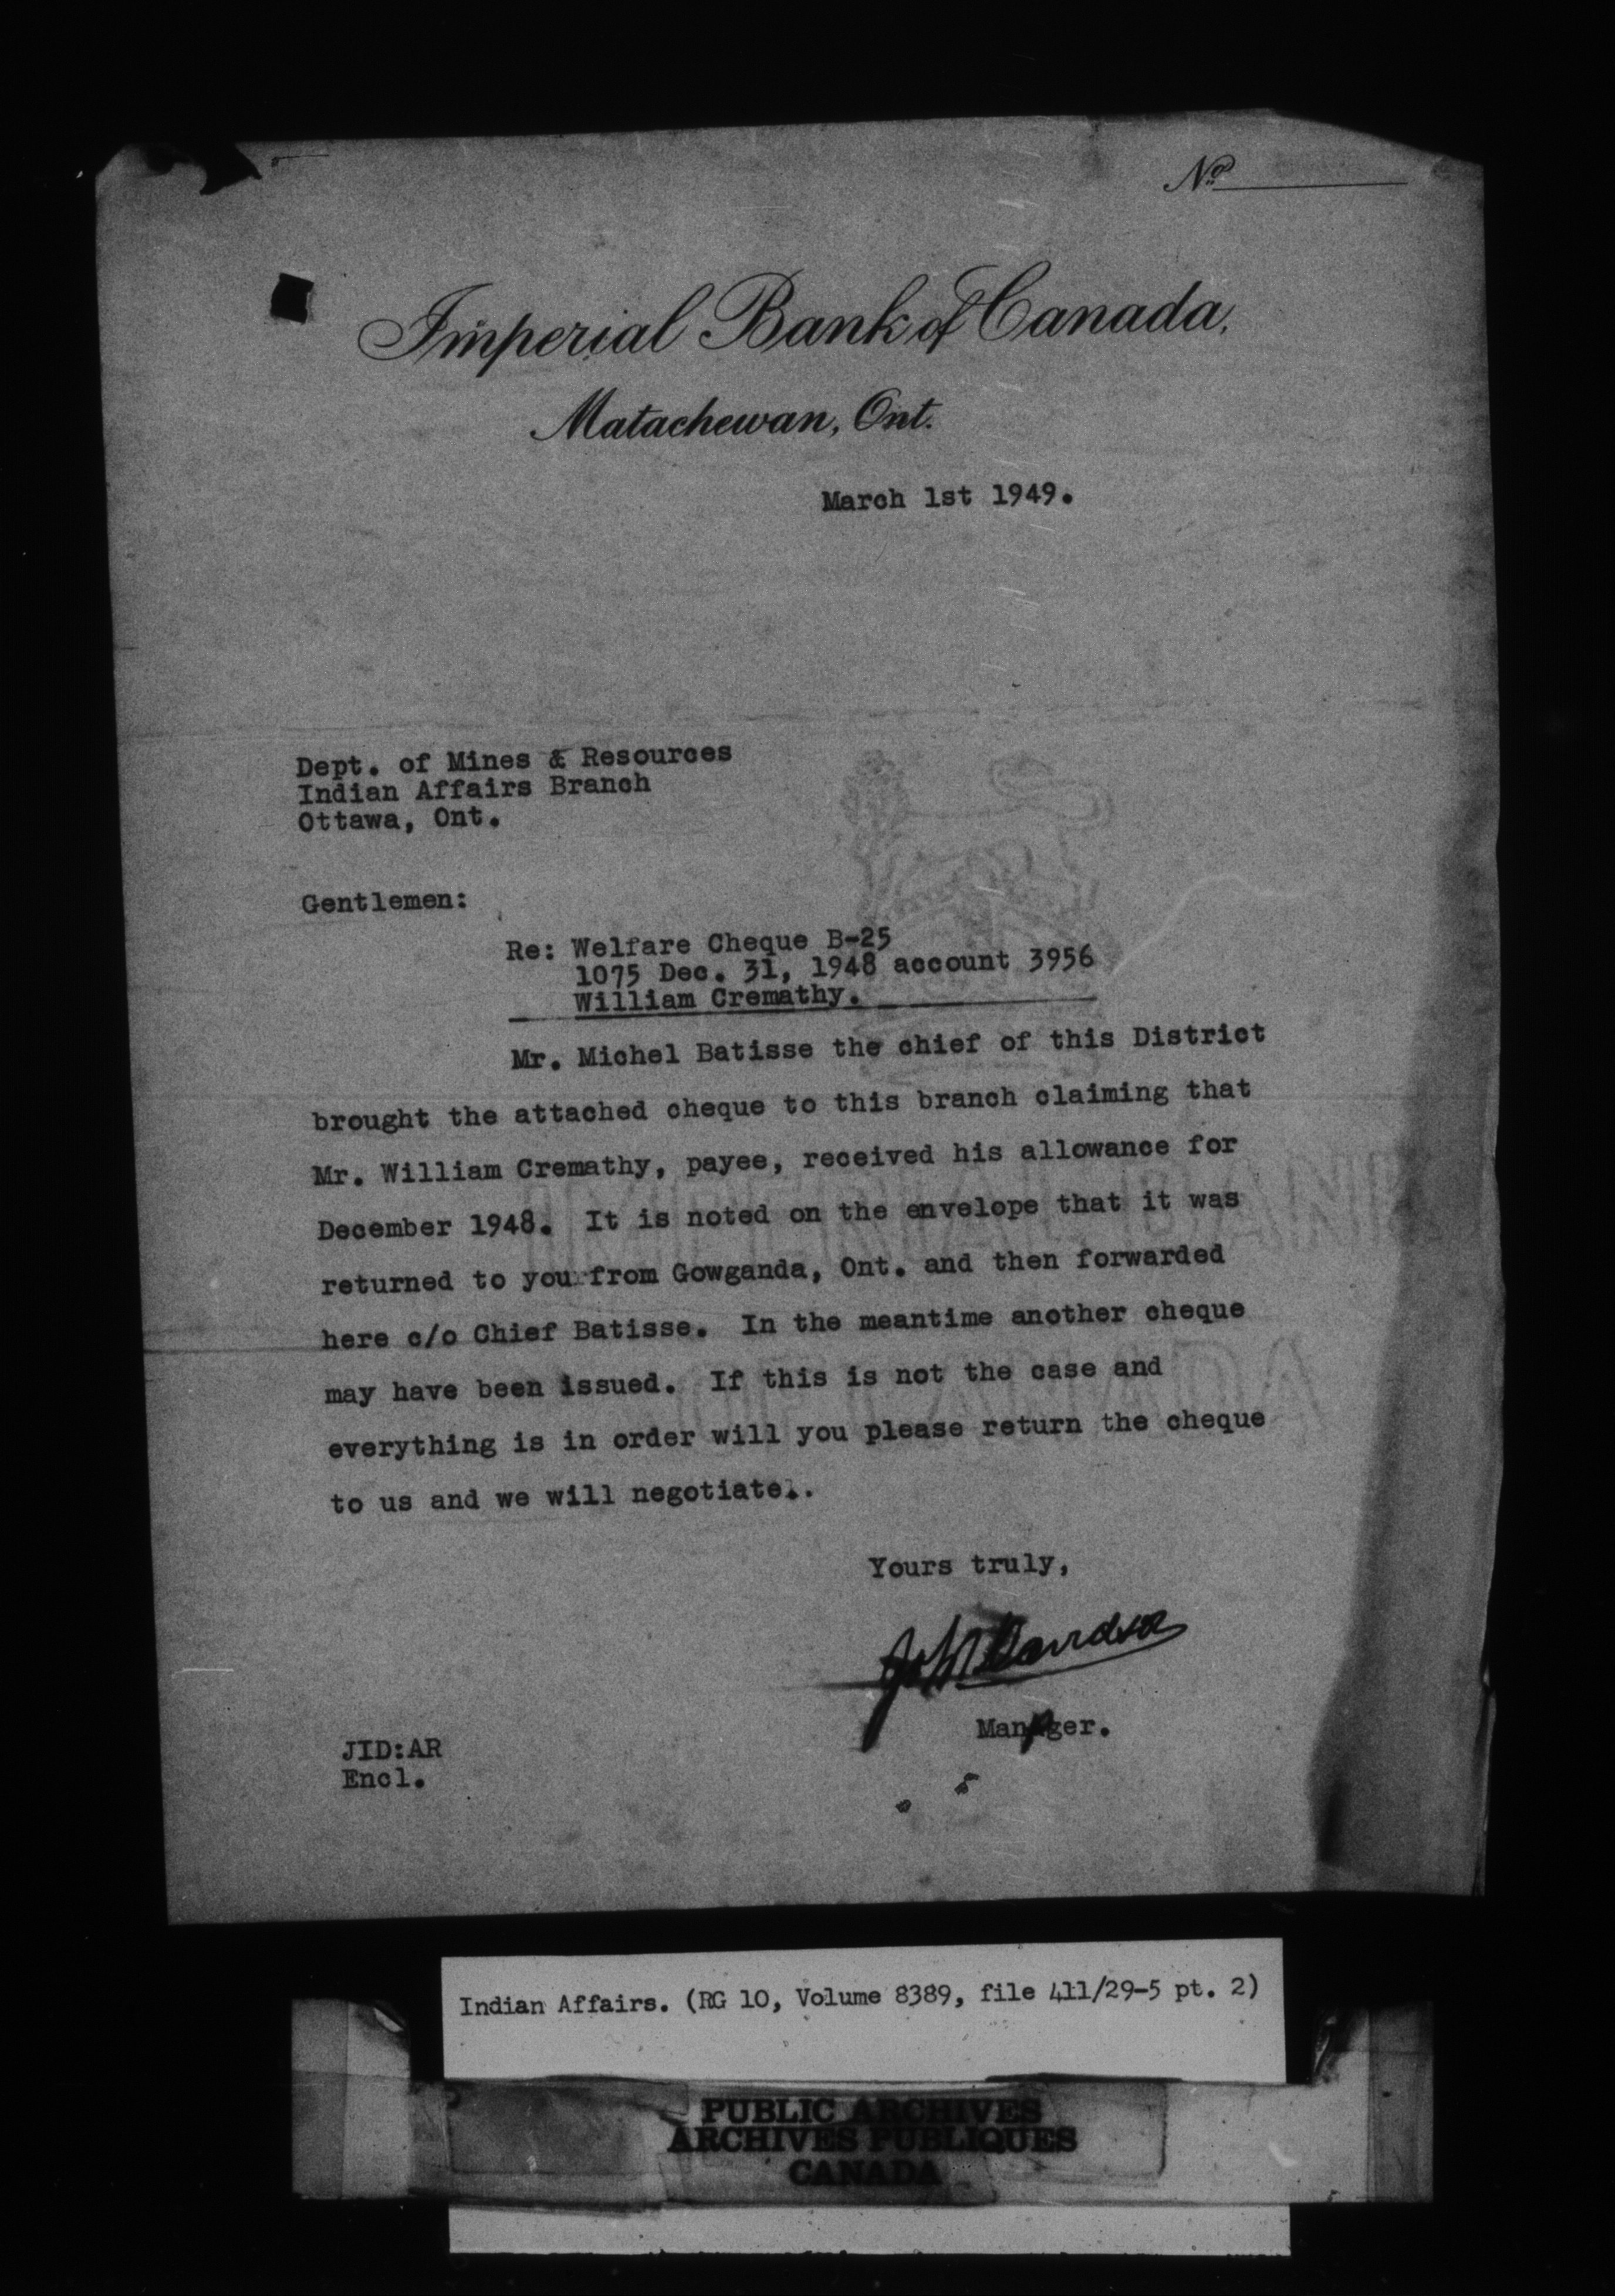 No
Imperial Bank of Canada,
Matachewan, Ont.
March 1st 1949.
Dept. of Mines & Resources
Indian Affairs Branch
Ottawa, Ont.
Gentlemen:
Re: Welfare Cheque B-25
1075 Dec. 31, 1948 account 3956
William Cremathy.
Mr. Michel Batisse the chief of this District
brought the attached cheque to this branch claiming that
Mr. William Cremathy, payee, received his allowance for
December 1948. It is noted on the envelope that it was
returned to you from Gowganda, Ont. and then forwarded
here c/o Chief Batisse. In the meantime another cheque
may have been issued. If this is not the case and
everything is in order will you please return the cheque
to us and we will negotiate..
Yours truly,
Manager.
JID:AR
Encl.
Indian Affairs. (RG 10, Volume 8389, file 411/29-5 pt. 2)
PUBLIC ARCHIVES
ARCHIVES PUBLIQUES
CANADA